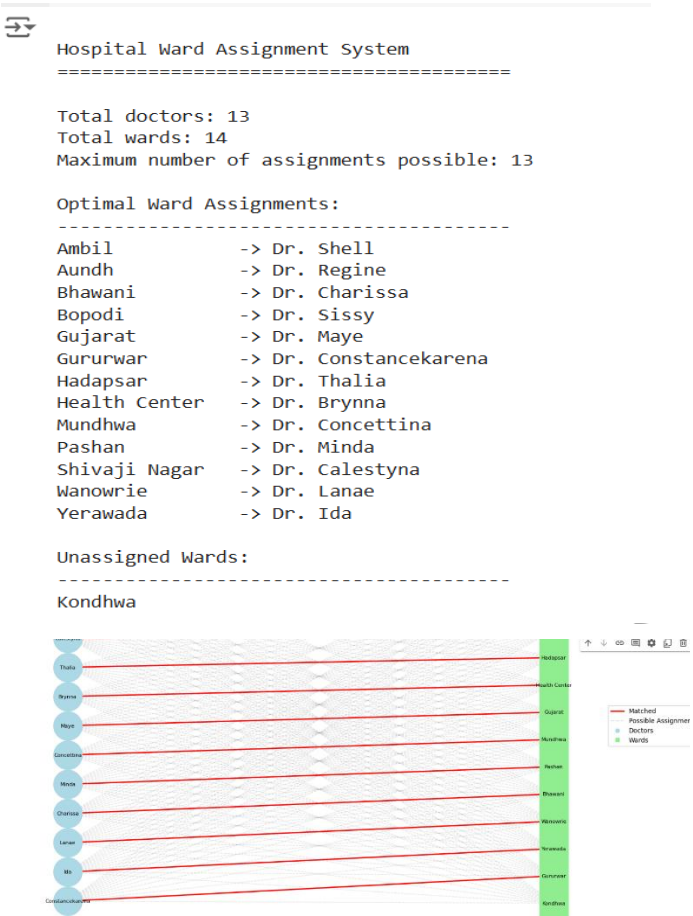 Hospital Ward Assignment System
========================================
Total doctors: 13
Total wards: 14
Maximum number of assignments possible: 13
Optimal Ward Assignments:
----------------------------------------
Ambil -> Dr. Shell
Aundh -> Dr. Regine
Bhawani -> Dr. Charissa
Bopodi -> Dr. Sissy
Gujarat -> Dr. Maye
Gururwar -> Dr. Constancekarena
Hadapsar -> Dr. Thalia
Health Center -> Dr. Brynna
Mundhwa -> Dr. Concettina
Pashan -> Dr. Minda
Shivaji Nagar -> Dr. Calestyna
Wanowrie -> Dr. Lanae
Yerawada -> Dr. Ida
Unassigned Wards:
----------------------------------------
Kondhwa
Thalia
Hadapsar
Brynna
Health Center
Maye
Gujarat
Concettina
Mundhwa
Minda
Pashan
Charissa
Bhawani
Lanae
Wanowrie
Ida
Yerawada
Constancekarena
Gururwar
Kondhwa
Matched
Possible Assignmen
Doctors
Wards